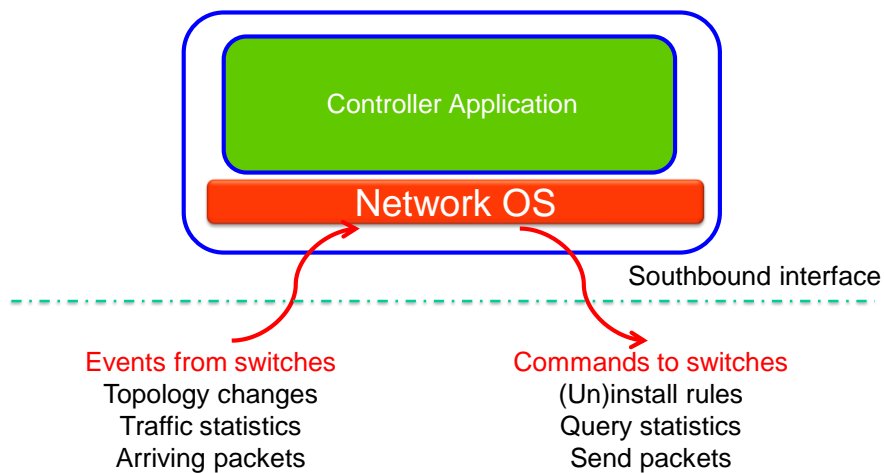 Controller Application
Network OS
Southbound interface
Events from switches
Topology changes
Traffic statistics
Arriving packets
Commands to switches
(Un)install rules
Query statistics
Send packets